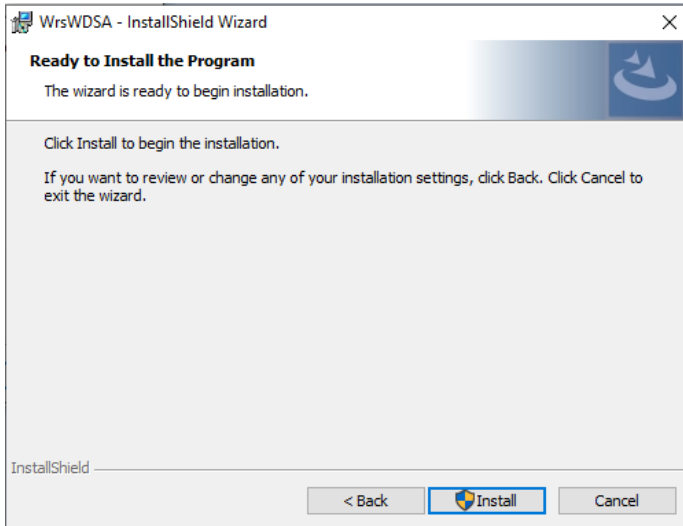 WrsWDSA - InstallShield Wizard
Ready to Install the Program
The wizard is ready to begin installation.
Click Install to begin the installation.
If you want to review or change any of your installation settings, click Back. Click Cancel to
exit the wizard.
InstallShield
< Back Install Cancel